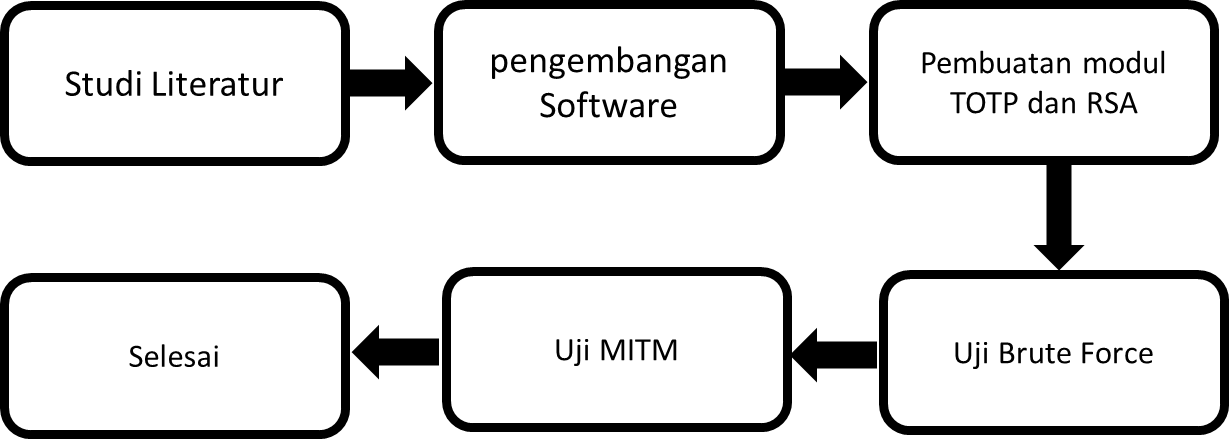 Studi Literatur
pengembangan
Software
Pembuatan modul
TOTP dan RSA
Uji Brute Force
Uji MITM
Selesai